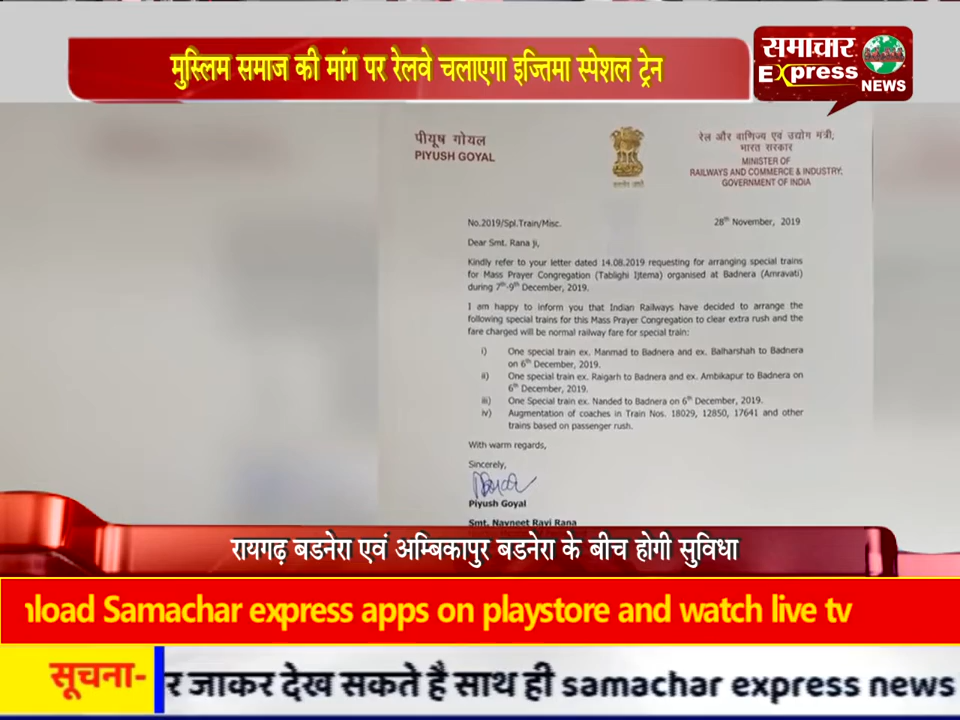 मुस्लिम समाज की मांग पर रेलवे चलाएगा इज्तिमा स्पेशल ट्रेन
समाचार
Express
NEWS
पीयूष गोयल
PIYUSH GOYAL
रेल और वाणिज्य एवं उद्योग मंत्री,
भारत सरकार
MINISTER OF
RAILWAYS AND COMMERCE & INDUSTRY,
GOVERNMENT OF INDIA
No.2019/Spl.Train/Misc.
28th November, 2019
Dear Smt. Rana ji,
Kindly refer to your letter dated 14.08.2019 requesting for arranging special trains
for Mass Prayer Congregation (Tablighi Ijtema) organised at Badnera (Amravati)
during 7th-9th December, 2019.
I am happy to inform you that Indian Railways have decided to arrange the
following special trains for this Mass Prayer Congregation to clear extra rush and the
fare charged will be normal railway fare for special train:
i) One special train ex. Manmad to Badnera and ex. Balharshah to Badnera
on 6th December, 2019.
ii) One special train ex. Raigarh to Badnera and ex. Ambikapur to Badnera on
6th December, 2019.
iii) One Special train ex. Nanded to Badnera on 6th December, 2019.
iv) Augmentation of coaches in Train Nos. 18029, 12850, 17641 and other
trains based on passenger rush.
With warm regards,
Sincerely,
Piyush Goyal
Smt. Navneet Ravi Rana
रायगढ़ बडनेरा एवं अम्बिकापुर बडनेरा के बीच होगी सुविधा
nload Samachar express apps on playstore and watch live tv
सूचना- र जाकर देख सकते है साथ ही samachar express news